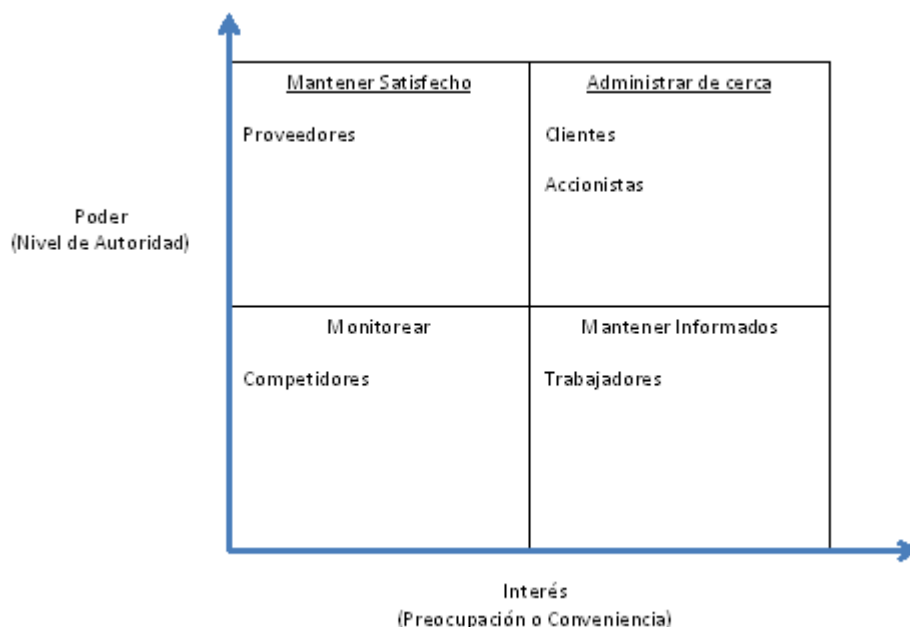 Mantener Satisfecho
Proveedores
Administrar de cerca
Clientes
Accionistas
Poder
(Nivel de Autoridad)
Monitorear
Competidores
Mantener Informados
Trabajadores
Interés
(Preocupación o Conveniencia)